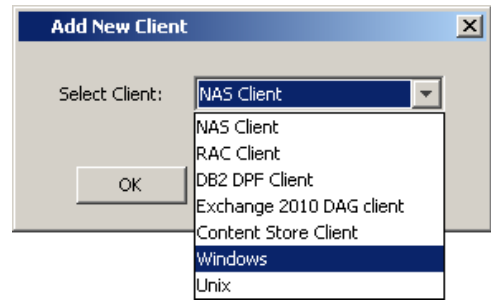 Add New Client
Select Client: NAS Client
NAS Client
RAC Client
DB2 DPF Client
OK
Exchange 2010 DAG client
Content Store Client
Windows
Unix